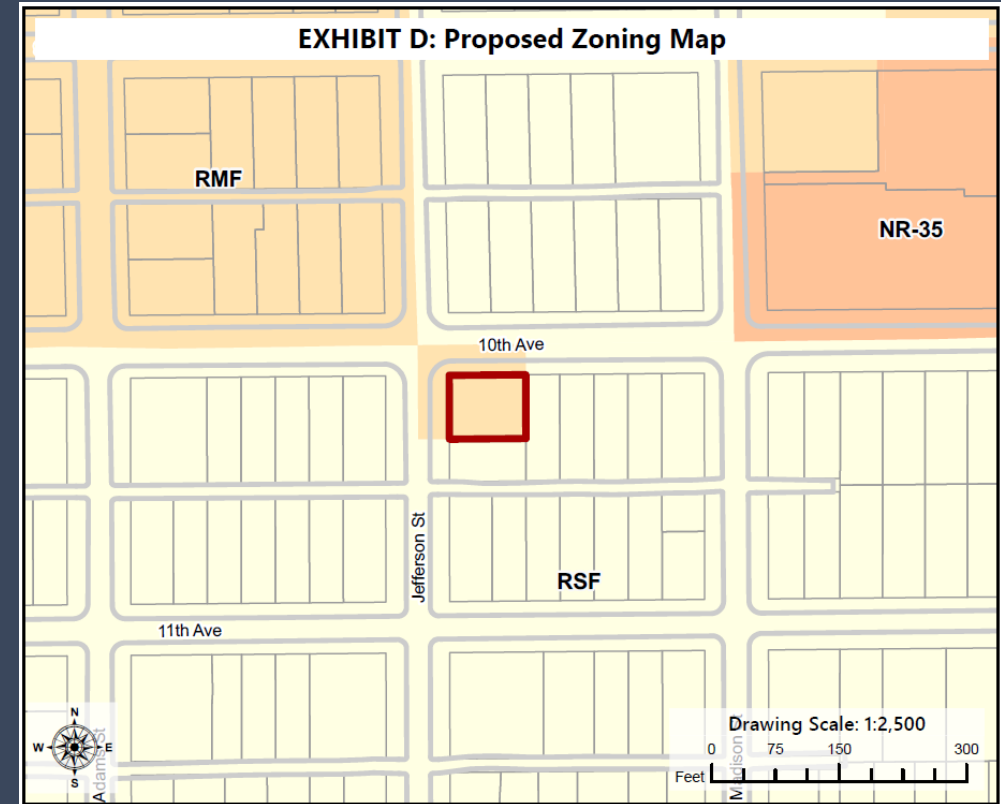 EXHIBIT D: Proposed Zoning Map
RMF
NR-35
10th Ave
Jefferson St
RSF
11th Ave
N
W
E
S
Adams St
Drawing Scale: 1:2,500
0 75 150 300
Feet
Madison St